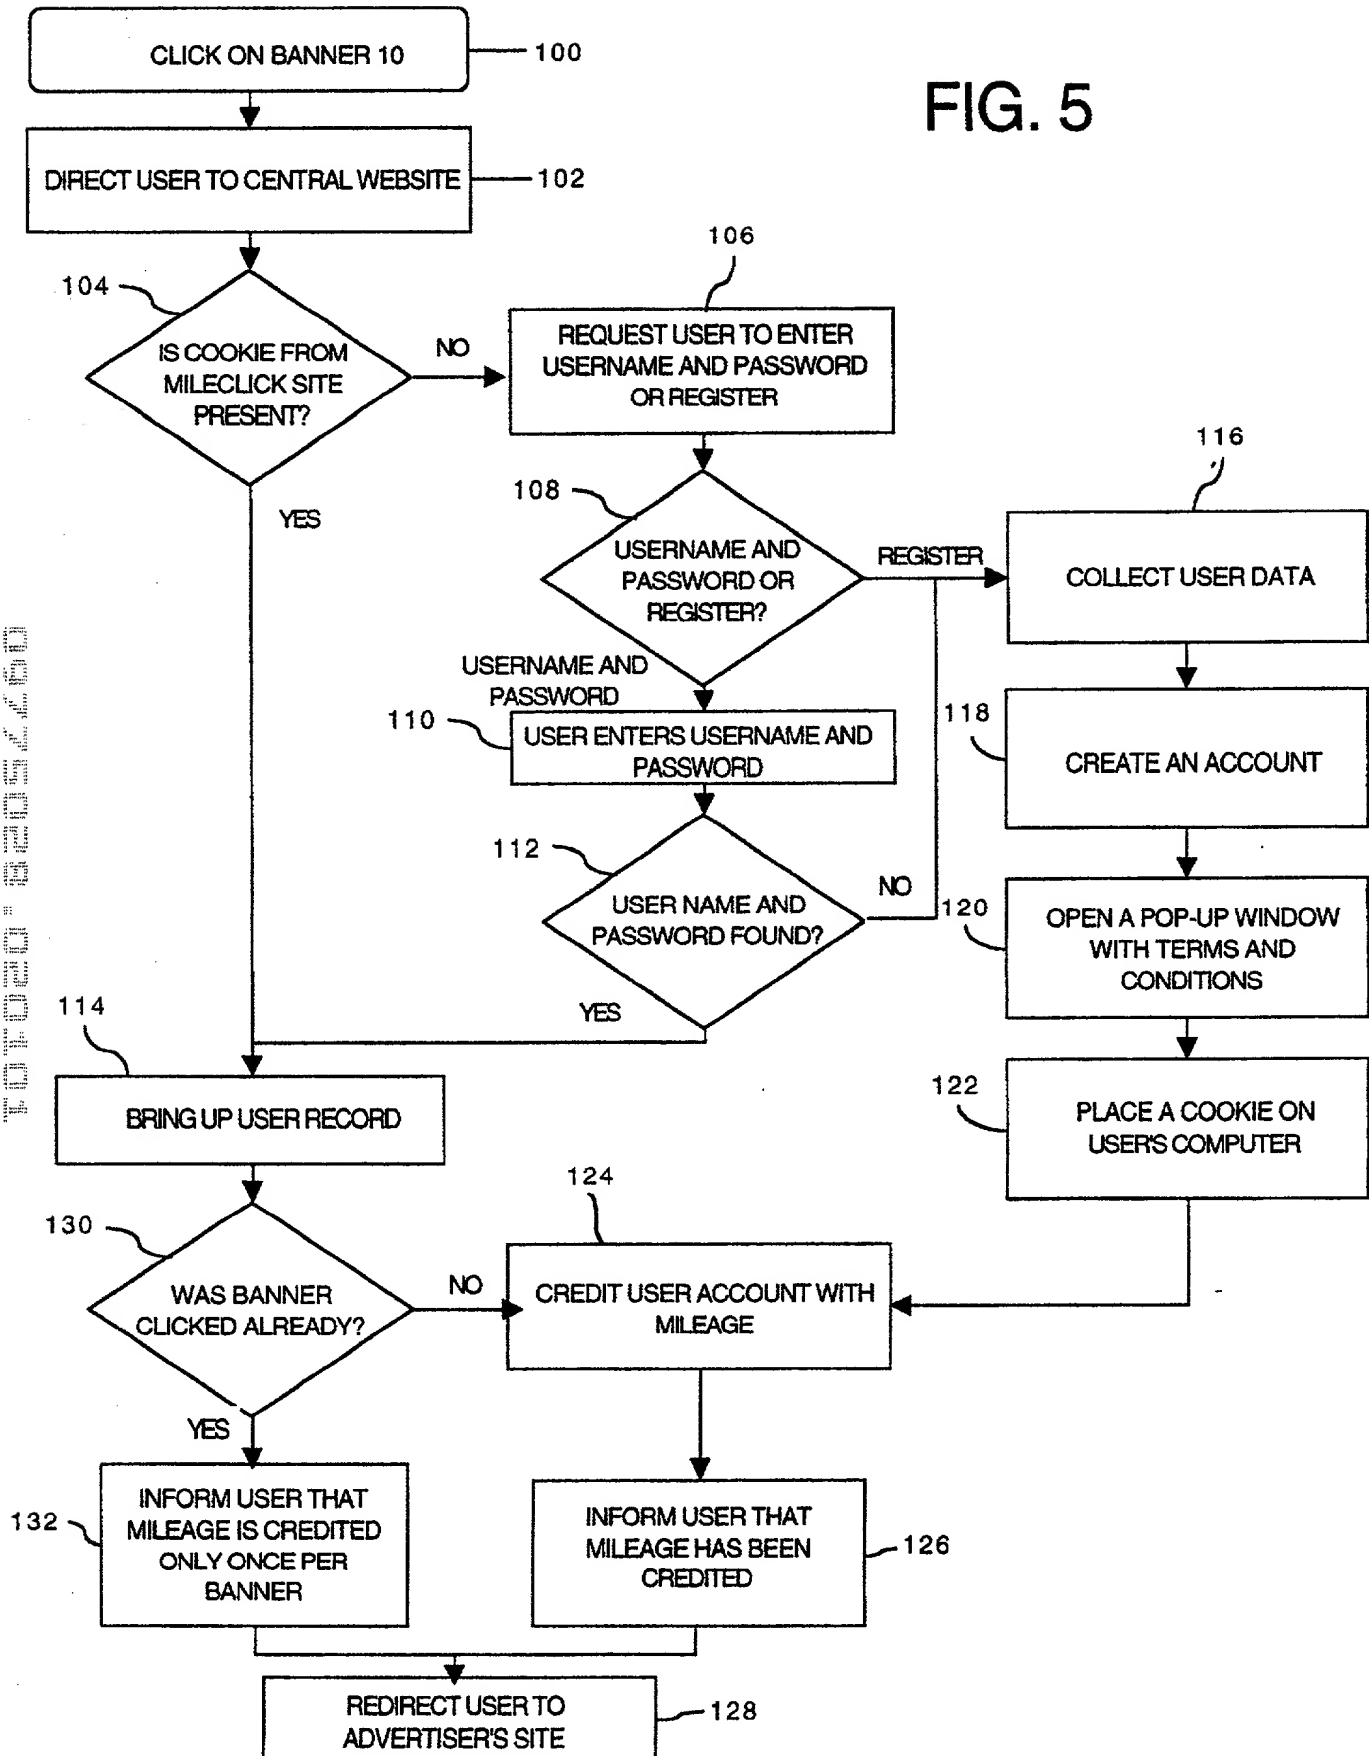 CLICK ON BANNER 10
100
FIG. 5
DIRECT USER TO CENTRAL WEBSITE
102
104
IS COOKIE FROM
MILECLICK SITE
PRESENT?
NO
YES
106
REQUEST USER TO ENTER
USERNAME AND PASSWORD
OR REGISTER
108
USERNAME AND
PASSWORD OR
REGISTER?
REGISTER
116
COLLECT USER DATA
USERNAME AND
PASSWORD
110
USER ENTERS USERNAME AND
PASSWORD
118
CREATE AN ACCOUNT
112
USER NAME AND
PASSWORD FOUND?
NO
YES
120
OPEN A POP-UP WINDOW
WITH TERMS AND
CONDITIONS
114
BRING UP USER RECORD
122
PLACE A COOKIE ON
USER'S COMPUTER
130
WAS BANNER
CLICKED ALREADY?
NO
YES
124
CREDIT USER ACCOUNT WITH
MILEAGE
132
INFORM USER THAT
MILEAGE IS CREDITED
ONLY ONCE PER
BANNER
INFORM USER THAT
MILEAGE HAS BEEN
CREDITED
126
REDIRECT USER TO
ADVERTISER'S SITE
128